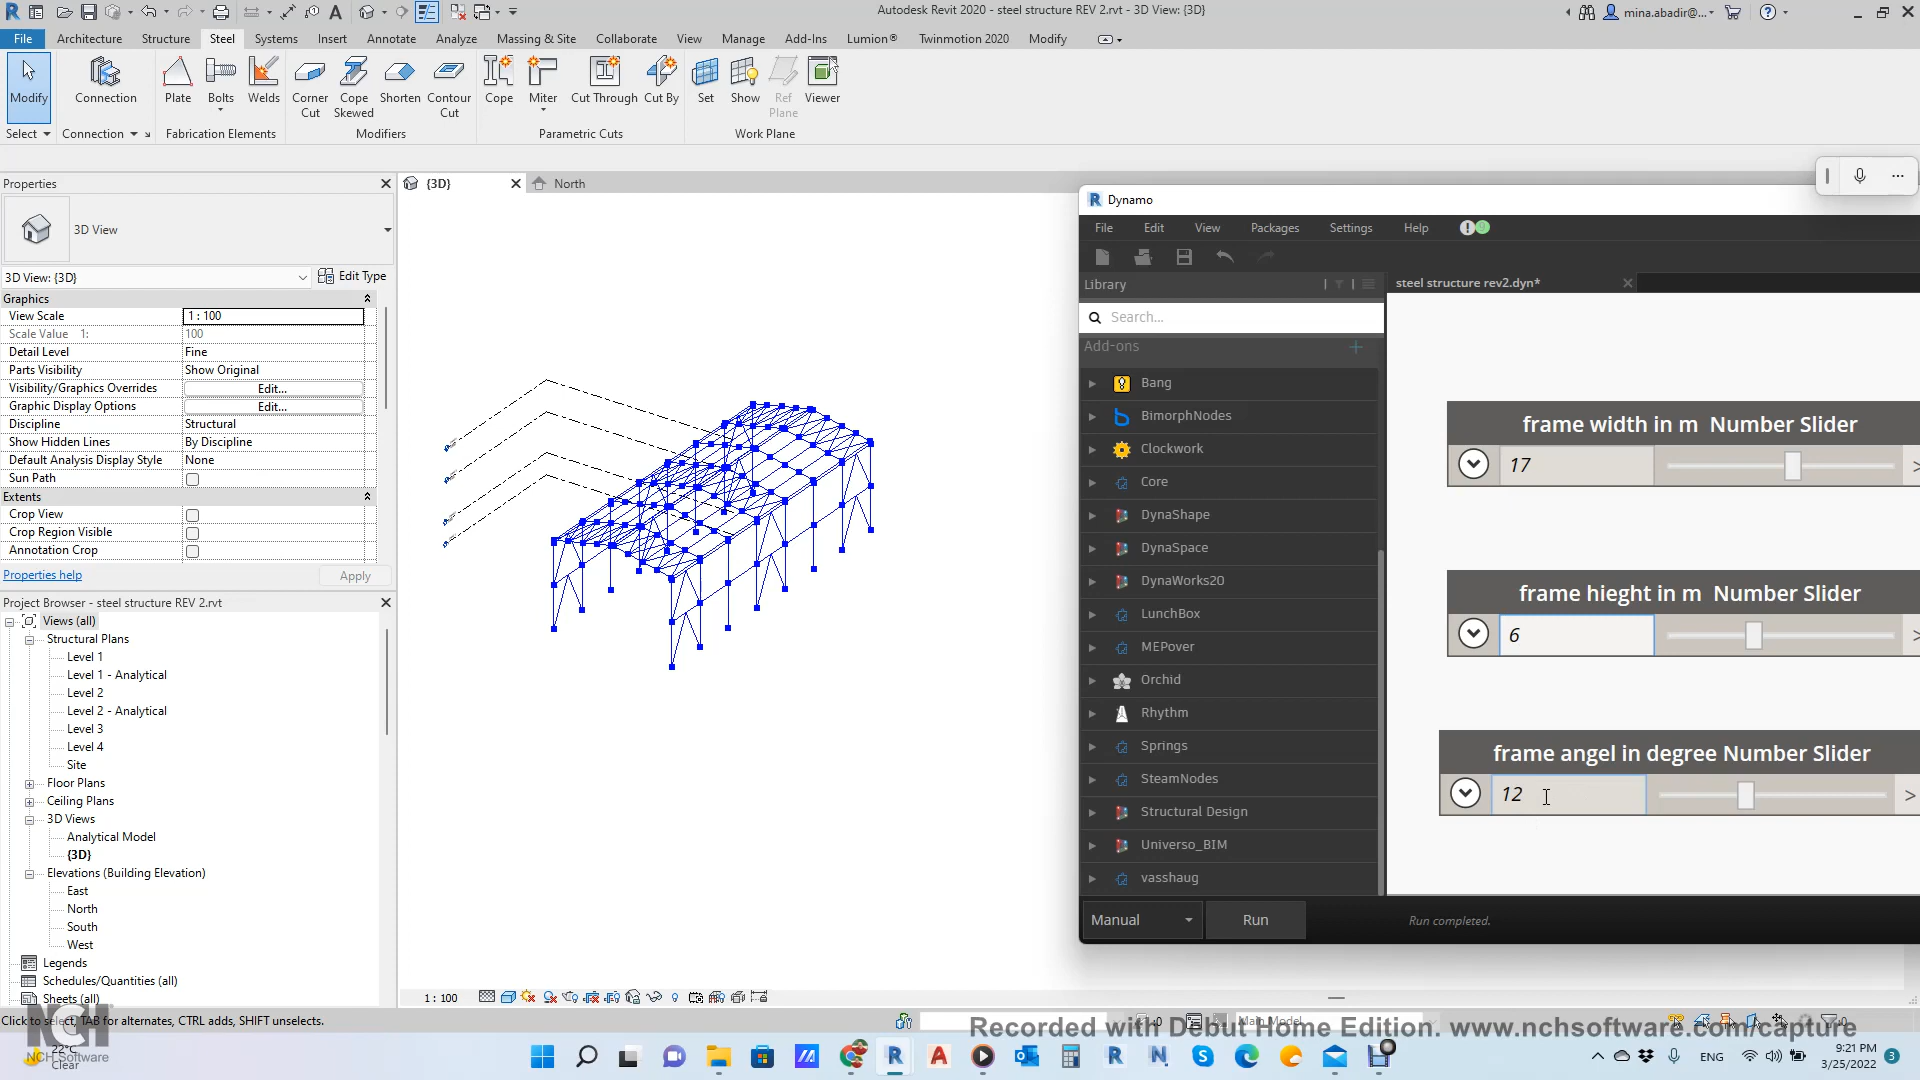 Autodesk Revit 2020 - steel structure REV 2.rvt - 3D View: {3D}
mina.abadir@...
File Architecture Structure Steel Systems Insert Annotate Analyze Massing & Site Collaborate View Manage Add-Ins Lumion® Twinmotion 2020 Modify
Modify Connection Plate Bolts Welds Corner Cut Cope Skewed Shorten Contour Cut Cope Miter Cut Through Cut By Set Show Ref Plane Viewer
Select Connection Fabrication Elements Modifiers Parametric Cuts Work Plane
Properties
3D View
3D View: {3D} Edit Type
Graphics
View Scale 1 : 100
Scale Value 1: 100
Detail Level Fine
Parts Visibility Show Original
Visibility/Graphics Overrides Edit...
Graphic Display Options Edit...
Discipline Structural
Show Hidden Lines By Discipline
Default Analysis Display Style None
Sun Path
Extents
Crop View
Crop Region Visible
Annotation Crop
Properties help Apply
Project Browser - steel structure REV 2.rvt
Views (all)
Structural Plans
Level 1
Level 1 - Analytical
Level 2
Level 2 - Analytical
Level 3
Level 4
Site
Floor Plans
Ceiling Plans
3D Views
Analytical Model
{3D}
Elevations (Building Elevation)
East
North
South
West
Legends
Schedules/Quantities (all)
Sheets (all)
{3D} North
1 : 100
Dynamo
File Edit View Packages Settings Help
Library
Search...
Add-ons
Bang
BimorphNodes
Clockwork
Core
DynaShape
DynaSpace
DynaWorks20
LunchBox
MEPover
Orchid
Rhythm
Springs
SteamNodes
Structural Design
Universo_BIM
vasshaug
Manual Run Run completed.
steel structure rev2.dyn*
frame width in m Number Slider
17 >
frame hieght in m Number Slider
6 >
frame angel in degree Number Slider
12 >
Click to select, TAB for alternates, CTRL adds, SHIFT unselects.
:0 Main Model :0
Recorded with Debut Home Edition. www.nchsoftware.com/capture
NCH
NCH Software
22°C
Clear
ENG
9:21 PM
3/25/2022
3